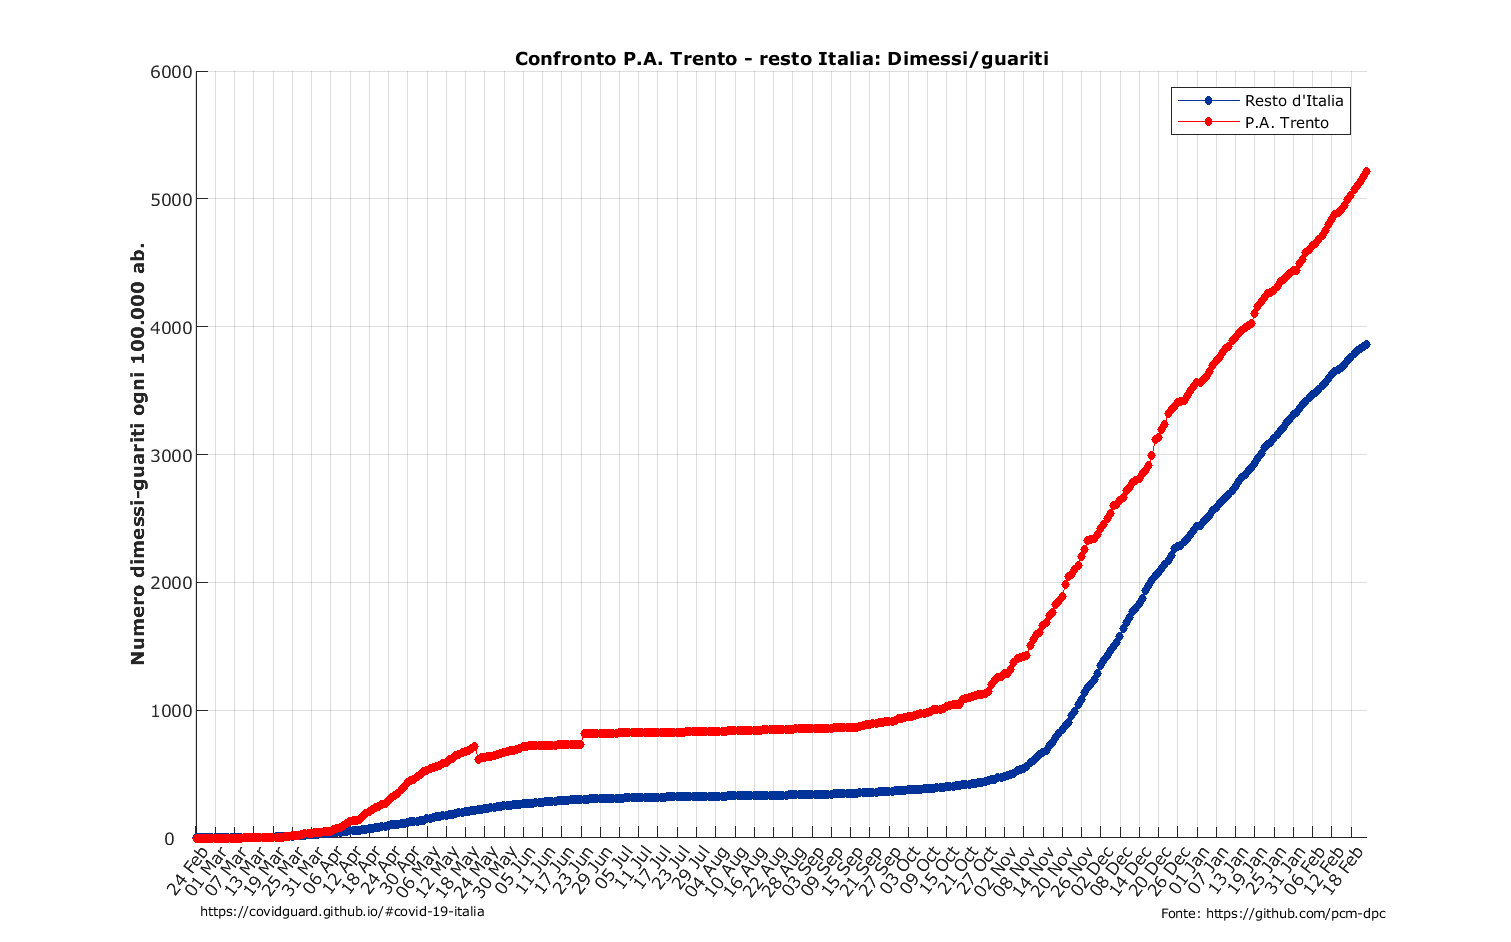 Confronto P.A. Trento - resto Italia: Dimessi/guariti
Resto d'Italia
P.A. Trento
Numero dimessi-guariti ogni 100.000 ab.
6000
5000
4000
3000
2000
1000
0
24 Feb
01 Mar
07 Mar
13 Mar
19 Mar
25 Mar
31 Mar
06 Apr
12 Apr
18 Apr
24 Apr
30 Apr
06 May
12 May
18 May
24 May
30 May
05 Jun
11 Jun
17 Jun
23 Jun
29 Jun
05 Jul
11 Jul
17 Jul
23 Jul
29 Jul
04 Aug
10 Aug
16 Aug
22 Aug
28 Aug
03 Sep
09 Sep
15 Sep
21 Sep
27 Sep
03 Oct
09 Oct
15 Oct
21 Oct
27 Oct
02 Nov
08 Nov
14 Nov
20 Nov
26 Nov
02 Dec
08 Dec
14 Dec
20 Dec
26 Dec
01 Jan
07 Jan
13 Jan
19 Jan
25 Jan
31 Jan
06 Feb
12 Feb
18 Feb
https://covidguard.github.io/#covid-19-italia
Fonte: https://github.com/pcm-dpc